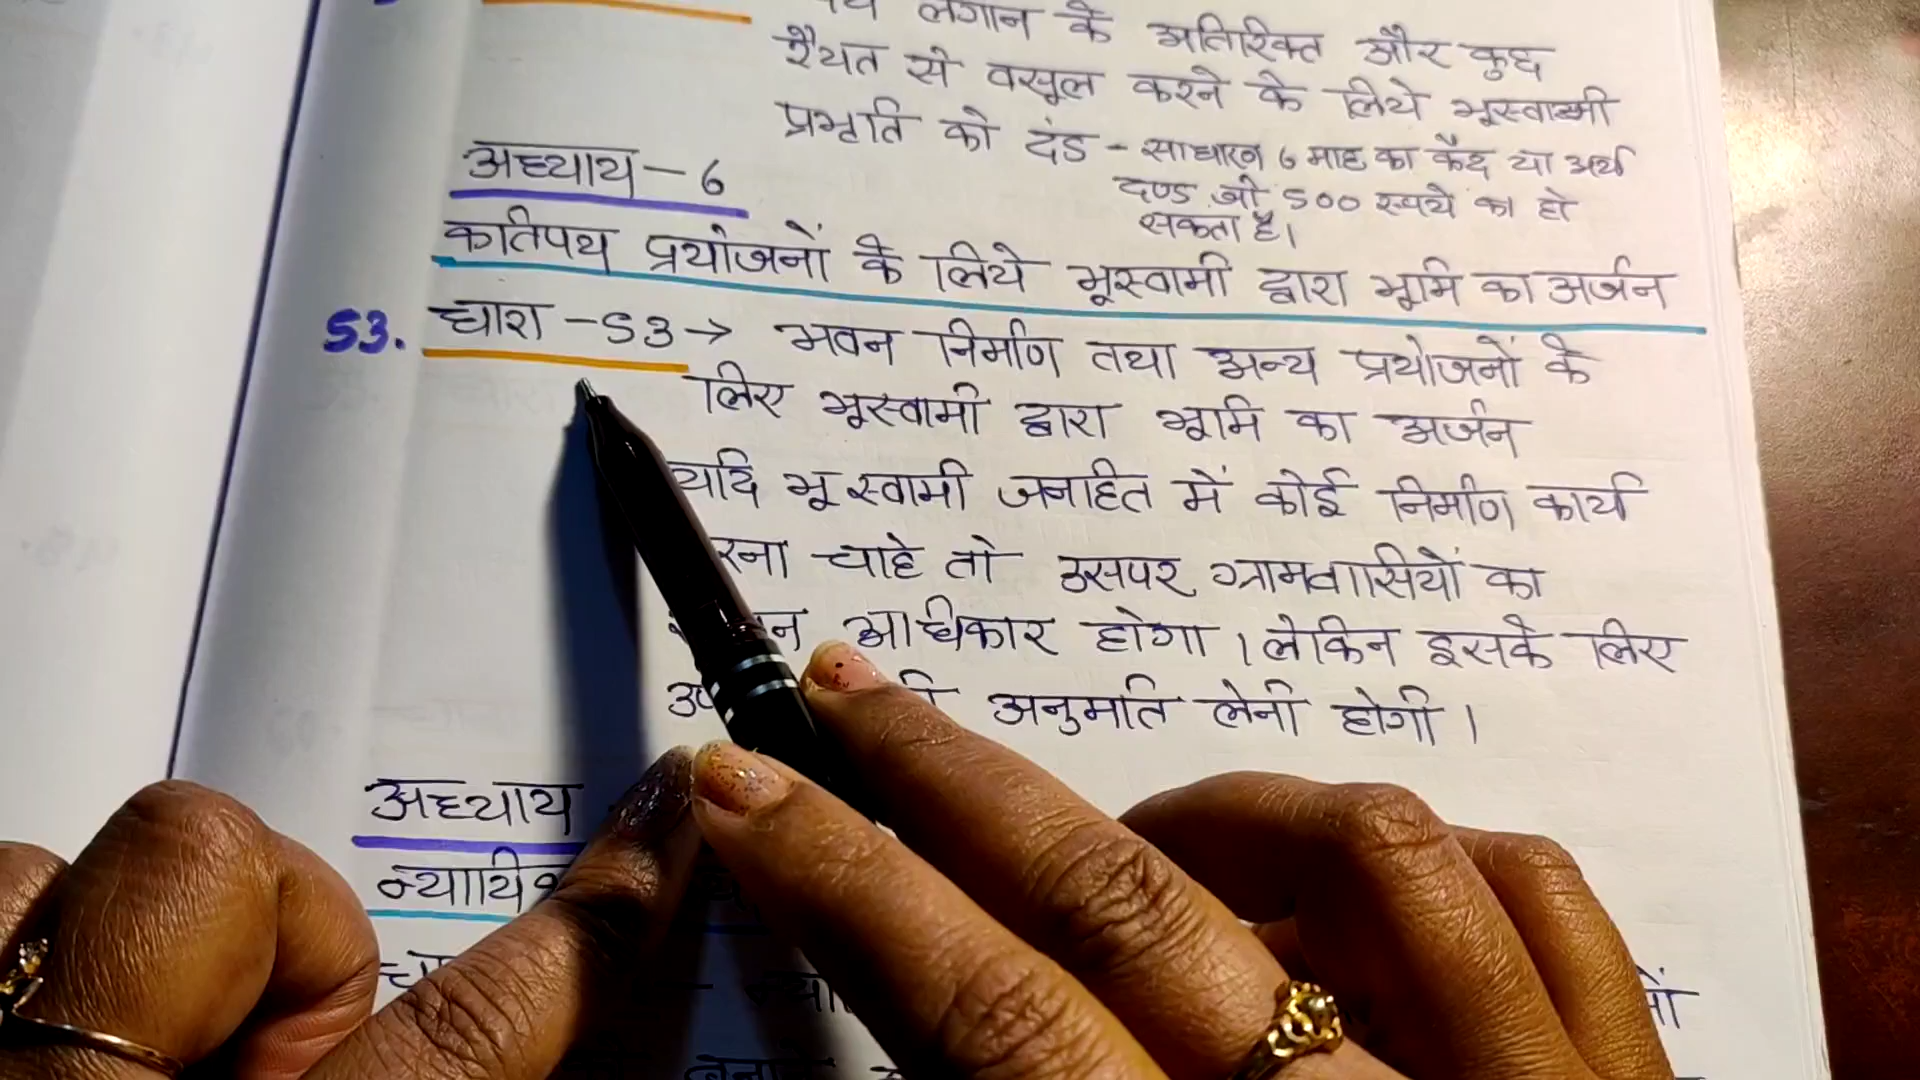 लगान के अतिरिक्त और कुछ
रैयत से वसूल करने के लिये भूस्वामी
प्रभृति को दंड - साधारन 6 माह का कैद या अर्थ
दण्ड जो 500 रूपये का हो
सकता है।
अध्याय - 6
कतिपय प्रयोजनों के लिये भूस्वामी द्वारा भूमि का अर्जन
53. धारा - 53 → भवन निर्माण तथा अन्य प्रयोजनों के
लिए भूस्वामी द्वारा भूमि का अर्जन
यदि भू स्वामी जनहित में कोई निर्माण कार्य
चाहे तो उसपर ग्रामवासियों का
अधिकार होगा। लेकिन इसके लिए
अनुमति लेनी होगी।
अध्याय